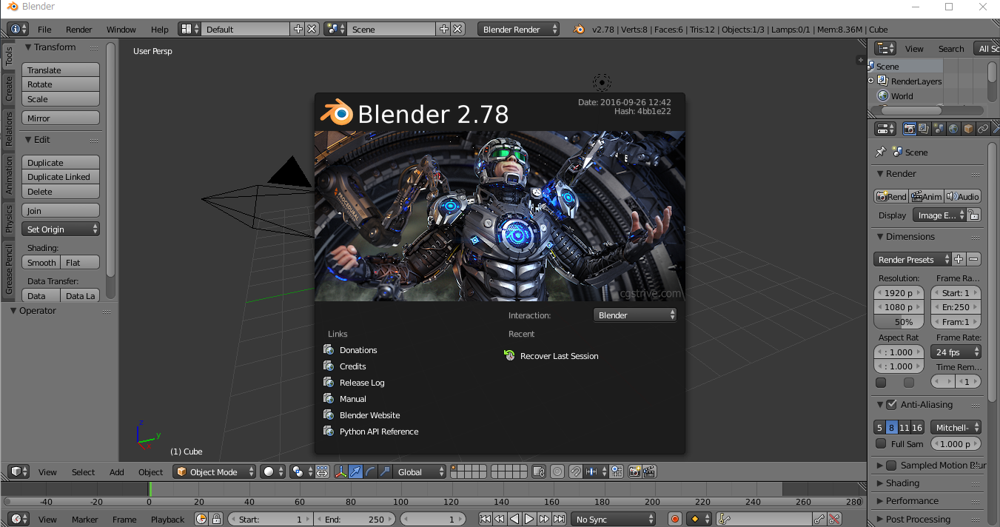 Blender
File Render Window Help Default Scene Blender Render v2.78 | Verts:8 | Faces:6 | Tris:12 | Objects:1/3 | Lamps:0/1 | Mem:8.36M | Cube
Tools
Create
Relations
Animation
Physics
Grease Pencil
Transform
Translate
Rotate
Scale
Mirror
Edit
Duplicate
Duplicate Linked
Delete
Join
Set Origin
Shading:
Smooth Flat
Data Transfer:
Data Data La
Operator
User Persp
Blender 2.78
Date: 2016-09-26 12:42
Hash: 4bb1e22
PROCEDURAL
cgstrive.com
Interaction: Blender
Links
Donations
Credits
Release Log
Manual
Blender Website
Python API Reference
Recent
Recover Last Session
z
y
x
(1) Cube
View Search All Sc
Scene
RenderLayers
World
Scene
Render
Rend Anim Audio
Display Image E...
Dimensions
Render Presets
Resolution: Frame Ra...
1920 p Start: 1
1080 p En:250
50% Fram:1
Aspect Rat Frame Rate:
: 1.000 24 fps
: 1.000 Time Rem...
1
Anti-Aliasing
5 8 11 16 Mitchell-
Full Sam 1.000 p
Sampled Motion Blur
Shading
Performance
Post Processing
View Select Add Object Object Mode Global
-40 -20 0 20 40 60 80 100 120 140 160 180 200 220 240 260 280
View Marker Frame Playback Start: 1 End: 250 1 No Sync